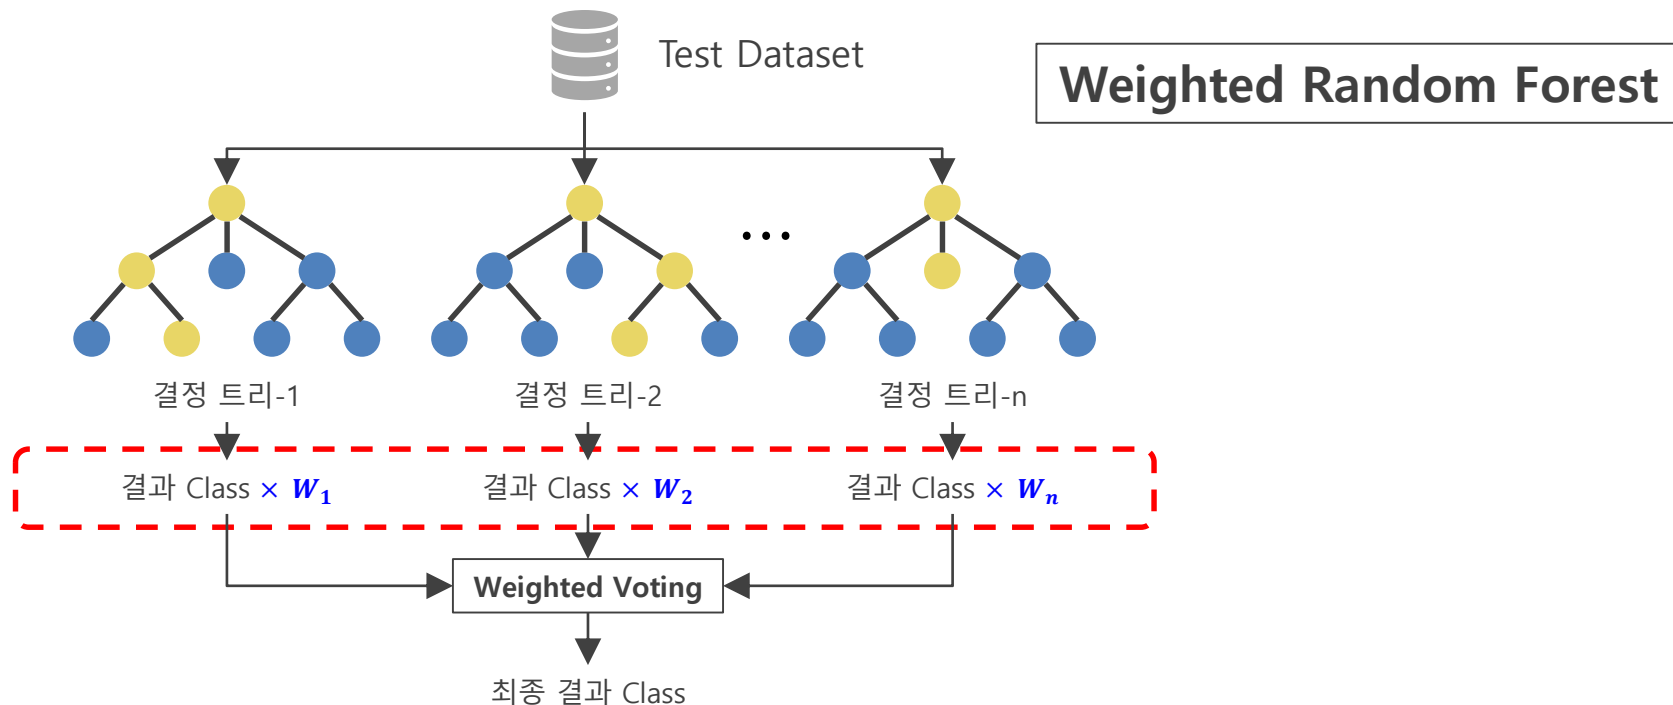 Test Dataset
Weighted Random Forest
...
결정 트리-1
결정 트리-2
결정 트리-n
결과 Class × W₁
결과 Class × W₂
결과 Class × Wₙ
Weighted Voting
최종 결과 Class